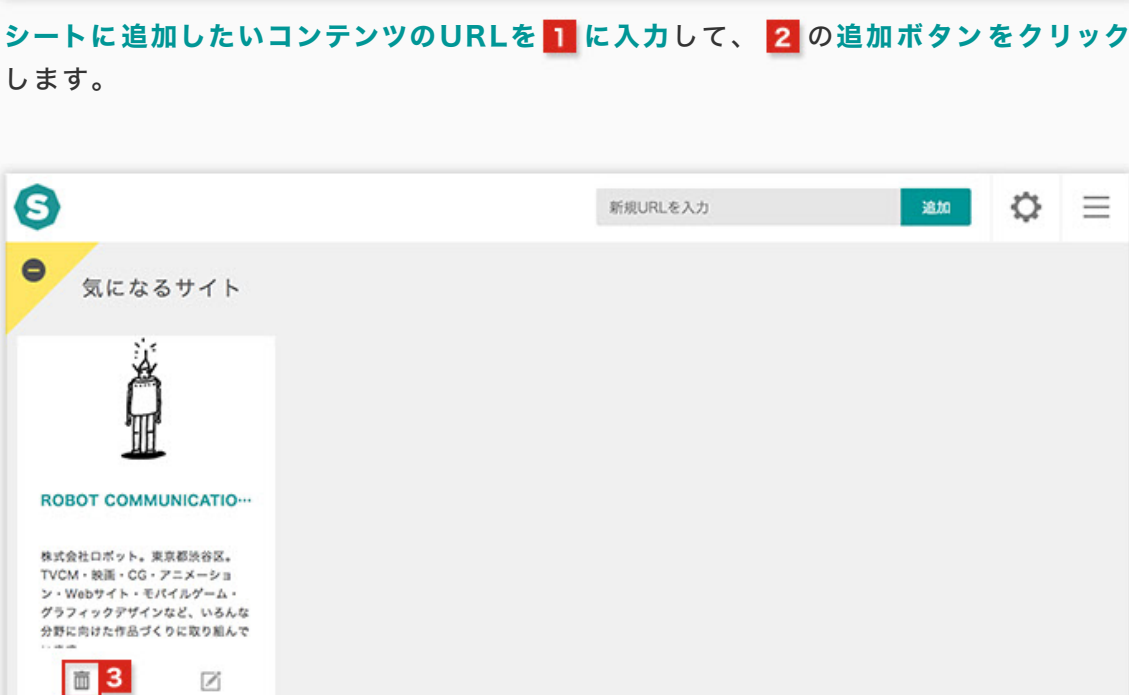 シートに追加したいコンテンツのURLを 1 に入力して、 2 の追加ボタンをクリック
します。
S
新規URLを入力
追加
気になるサイト
ROBOT COMMUNICATIO…
株式会社ロボット。東京都渋谷区。
TVCM・映画・CG・アニメーショ
ン・Webサイト・モバイルゲーム・
グラフィックデザインなど、いろんな
分野に向けた作品づくりに取り組んで
3